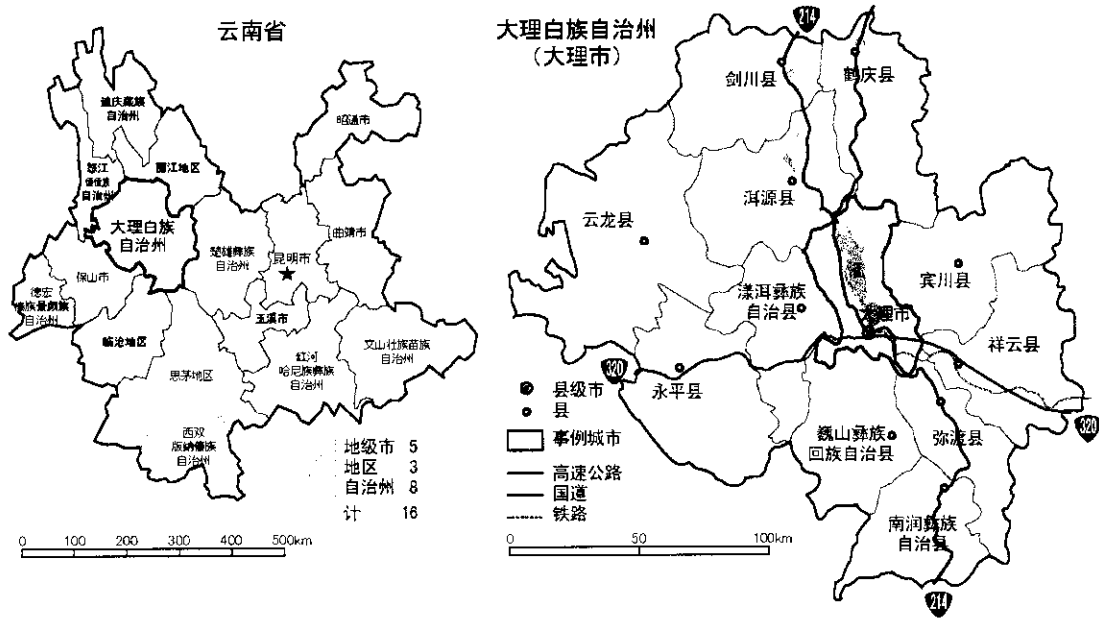 云南省
迪庆藏族
自治州
昭通市
怒江
傈僳族
自治州
丽江地区
大理白族
自治州
楚雄彝族
自治州
昆明市
曲靖市
保山市
德宏
傣族景颇族
自治州
临沧地区
玉溪市
思茅地区
红河
哈尼族彝族
自治州
文山壮族苗族
自治州
西双
版纳傣族
自治州
地级市 5
地区 3
自治州 8
计 16
0 100 200 300 400 500km
大理白族自治州
(大理市)
214
剑川县
鹤庆县
洱源县
云龙县
漾洱彝族
自治县
宾川县
大理市
祥云县
320
永平县
巍山彝族
回族自治县
弥渡县
320
南润彝族
自治县
214
县级市
县
事例城市
高速公路
国道
铁路
0 50 100km